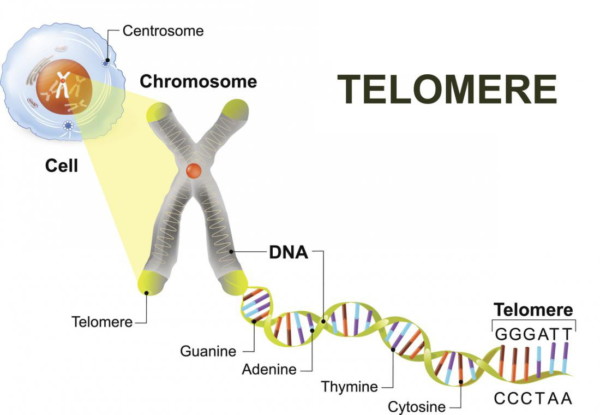 Centrosome
Chromosome
TELOMERE
Cell
DNA
Telomere
Telomere
GGGATT
Guanine
Adenine
Thymine
Cytosine
CCCTAA